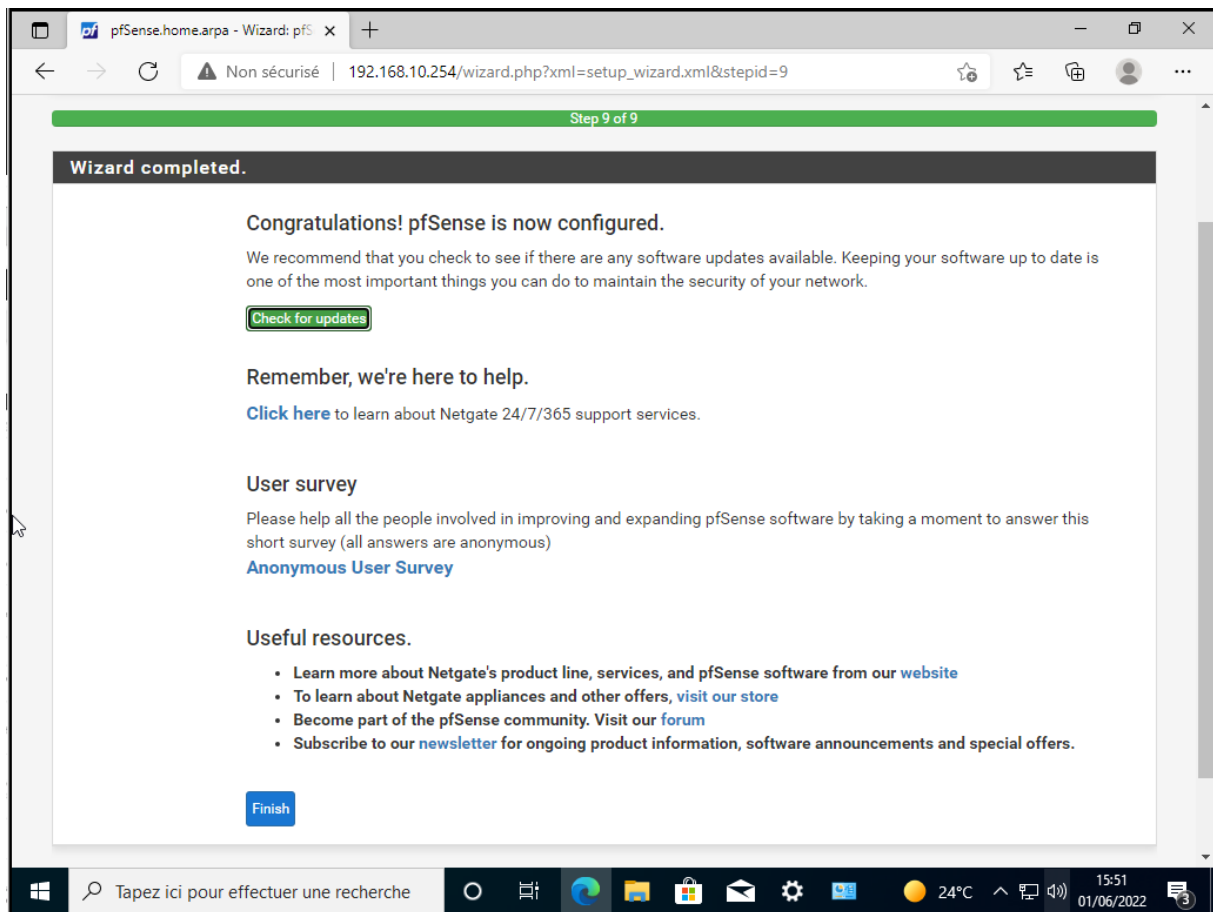 pfSense.home.arpa - Wizard: pfS
Non sécurisé | 192.168.10.254/wizard.php?xml=setup_wizard.xml&stepid=9
Step 9 of 9
Wizard completed.
Congratulations! pfSense is now configured.
We recommend that you check to see if there are any software updates available. Keeping your software up to date is
one of the most important things you can do to maintain the security of your network.
Check for updates
Remember, we're here to help.
Click here to learn about Netgate 24/7/365 support services.
User survey
Please help all the people involved in improving and expanding pfSense software by taking a moment to answer this
short survey (all answers are anonymous)
Anonymous User Survey
Useful resources.
• Learn more about Netgate's product line, services, and pfSense software from our website
• To learn about Netgate appliances and other offers, visit our store
• Become part of the pfSense community. Visit our forum
• Subscribe to our newsletter for ongoing product information, software announcements and special offers.
Finish
Tapez ici pour effectuer une recherche
24°C
15:51
01/06/2022
3